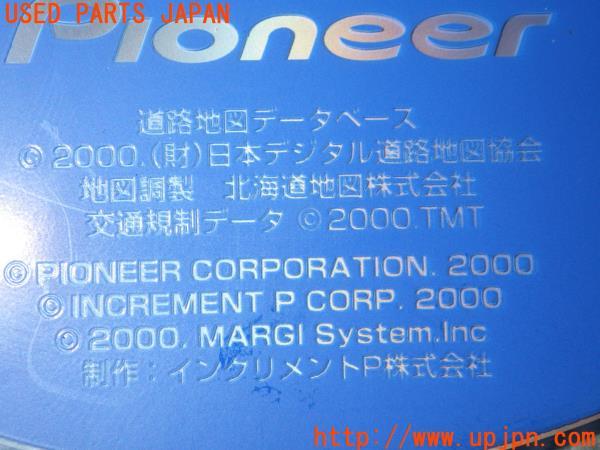 USED PARTS JAPAN
Pioneer
道路地図データベース
© 2000.(財)日本デジタル道路地図協会
地図調製 北海道地図株式会社
交通規制データ © 2000.TMT
© PIONEER CORPORATION. 2000
© INCREMENT P CORP. 2000
© 2000. MARGI System.Inc
制作：インクリメントP株式会社
http://www.upjpn.com/